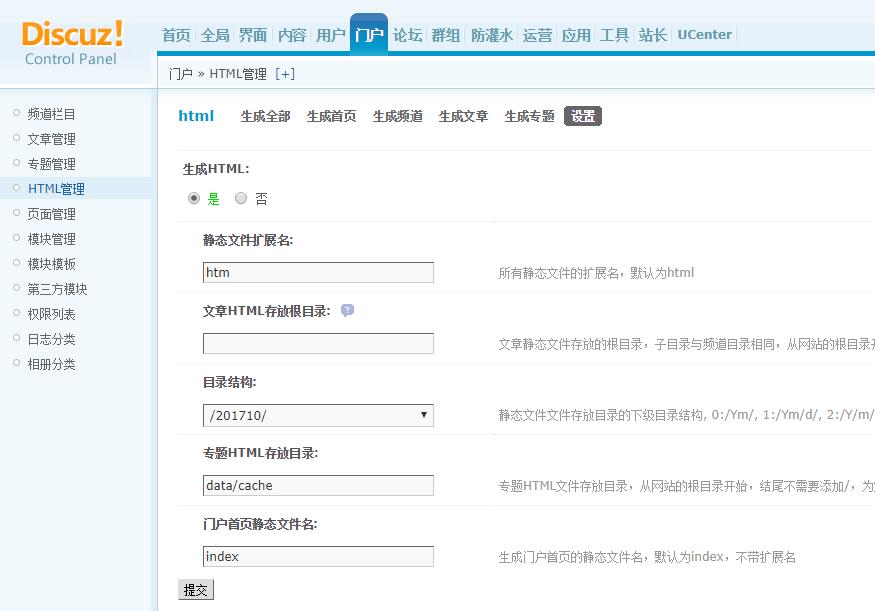 Discuz!
Control Panel
首页 全局 界面 内容 用户 门户 论坛 群组 防灌水 运营 应用 工具 站长 UCenter
门户 » HTML管理 [+]
频道栏目
文章管理
专题管理
HTML管理
页面管理
模块管理
模块模板
第三方模块
权限列表
日志分类
相册分类
html 生成全部 生成首页 生成频道 生成文章 生成专题 设置
生成HTML:
是 否
静态文件扩展名:
htm 所有静态文件的扩展名，默认为html
文章HTML存放根目录: ?
文章静态文件存放的根目录，子目录与频道目录相同，从网站的根目录
目录结构:
/201710/ 静态文件文件存放目录的下级目录结构, 0:/Ym/, 1:/Ym/d/, 2:/Y/m/
专题HTML存放目录:
data/cache 专题HTML文件存放目录，从网站的根目录开始，结尾不需要添加/，为
门户首页静态文件名:
index 生成门户首页的静态文件名，默认为index，不带扩展名
提交